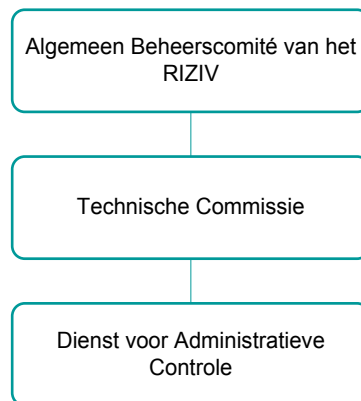 Algemeen Beheerscomité van het
RIZIV
Technische Commissie
Dienst voor Administratieve
Controle